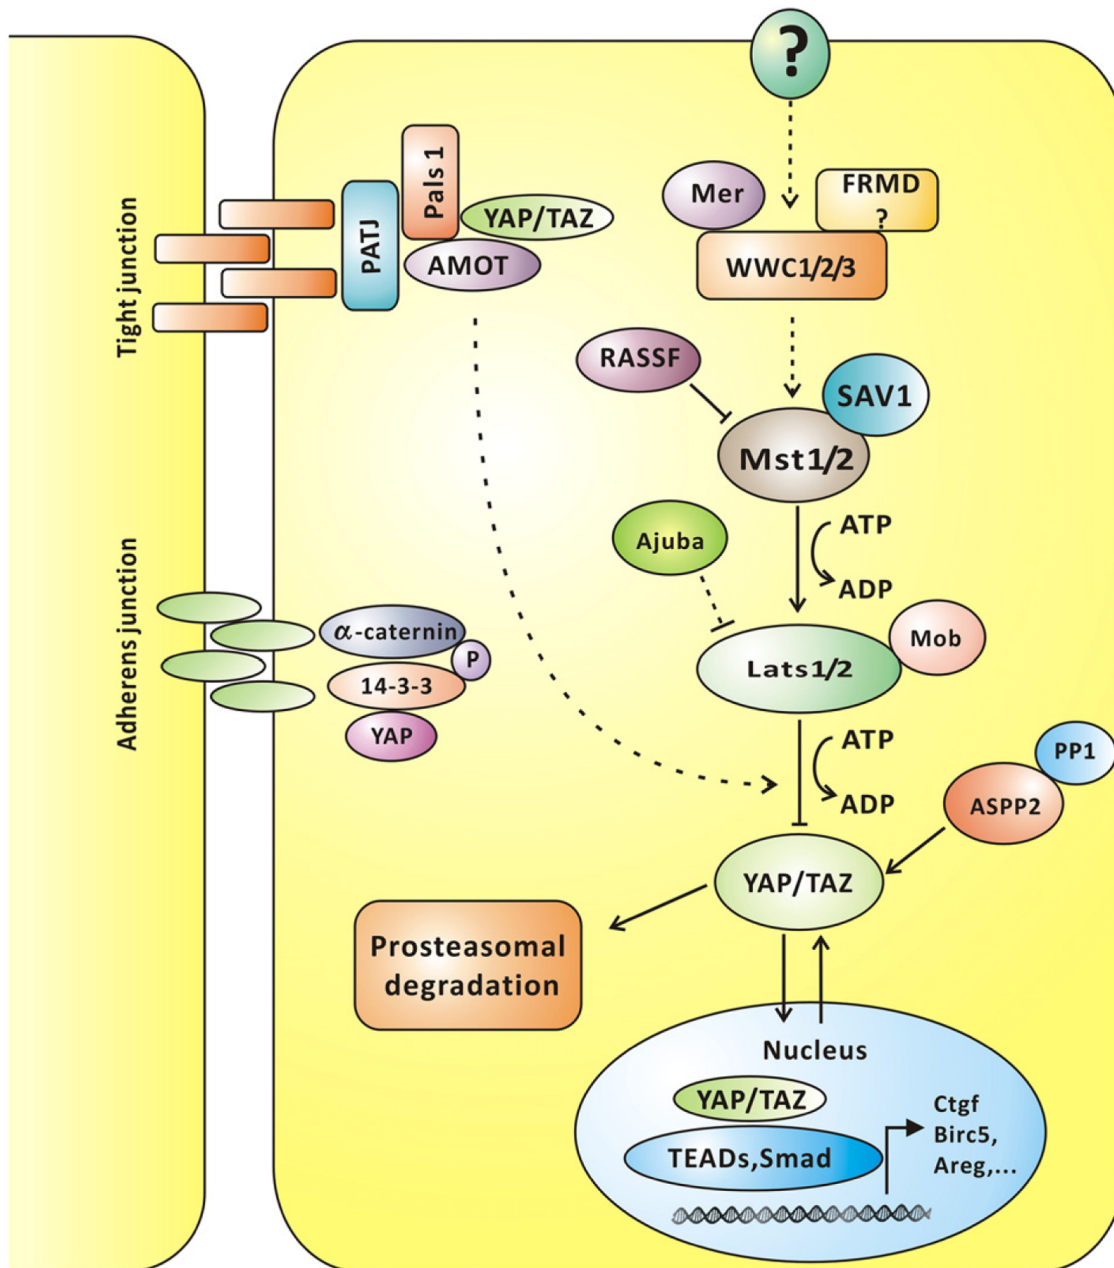 ?
Tight junction
PATJ
Pals 1
YAP/TAZ
AMOT
Mer
FRMD
?
WWC1/2/3
RASSF
SAV1
Mst1/2
ATP
ADP
Ajuba
Mob
Lats1/2
Adherens junction
α-caternin
P
14-3-3
YAP
ATP
ADP
PP1
ASPP2
YAP/TAZ
Prosteasomal
degradation
Nucleus
YAP/TAZ
TEADs,Smad
Ctgf
Birc5,
Areg,...